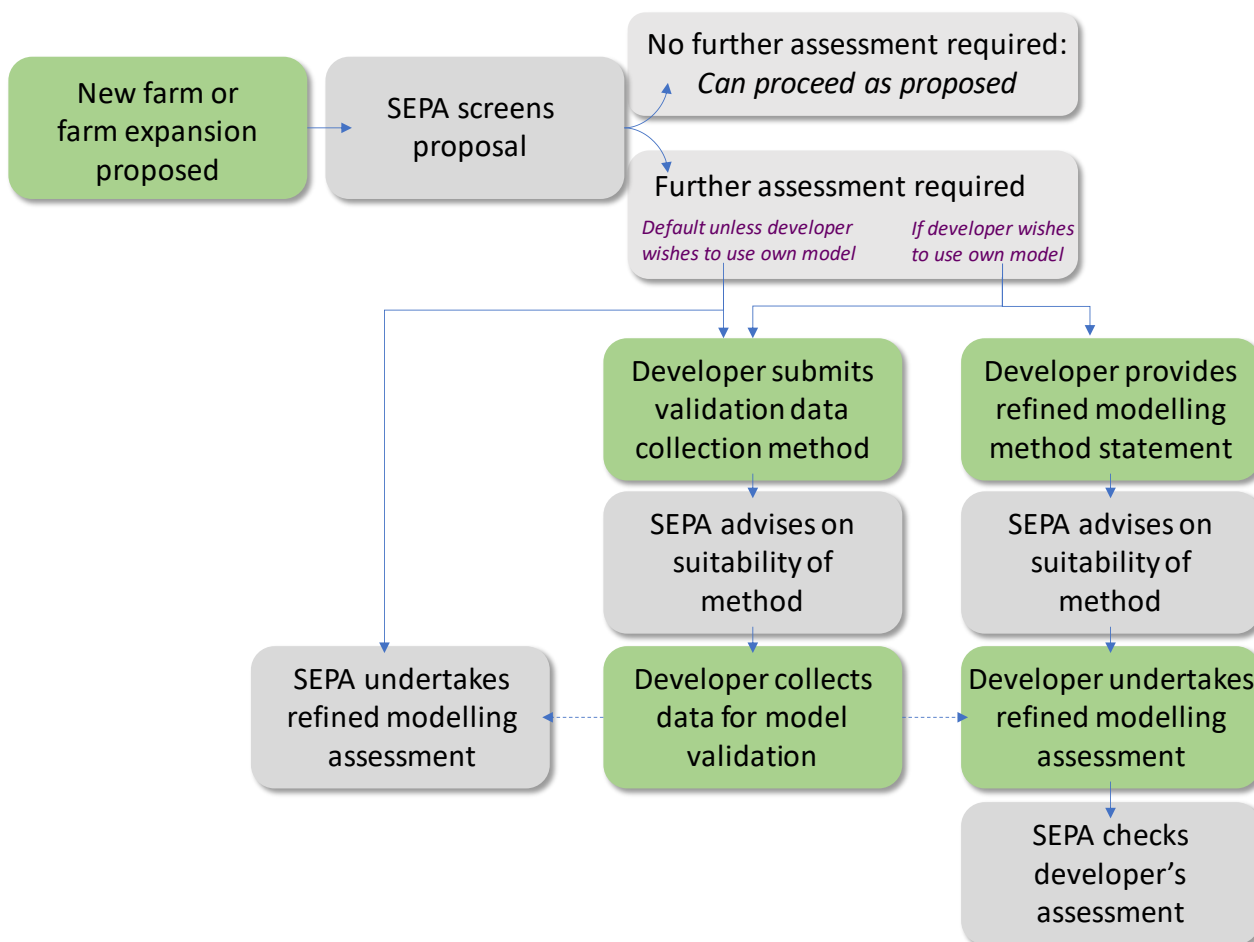 New farm or
farm expansion
proposed
SEPA screens
proposal
No further assessment required:
Can proceed as proposed
Further assessment required
Default unless developer
wishes to use own model
If developer wishes
to use own model
Developer submits
validation data
collection method
Developer provides
refined modelling
method statement
SEPA advises on
suitability of
method
SEPA advises on
suitability of
method
SEPA undertakes
refined modelling
assessment
Developer collects
data for model
validation
Developer undertakes
refined modelling
assessment
SEPA checks
developer’s
assessment